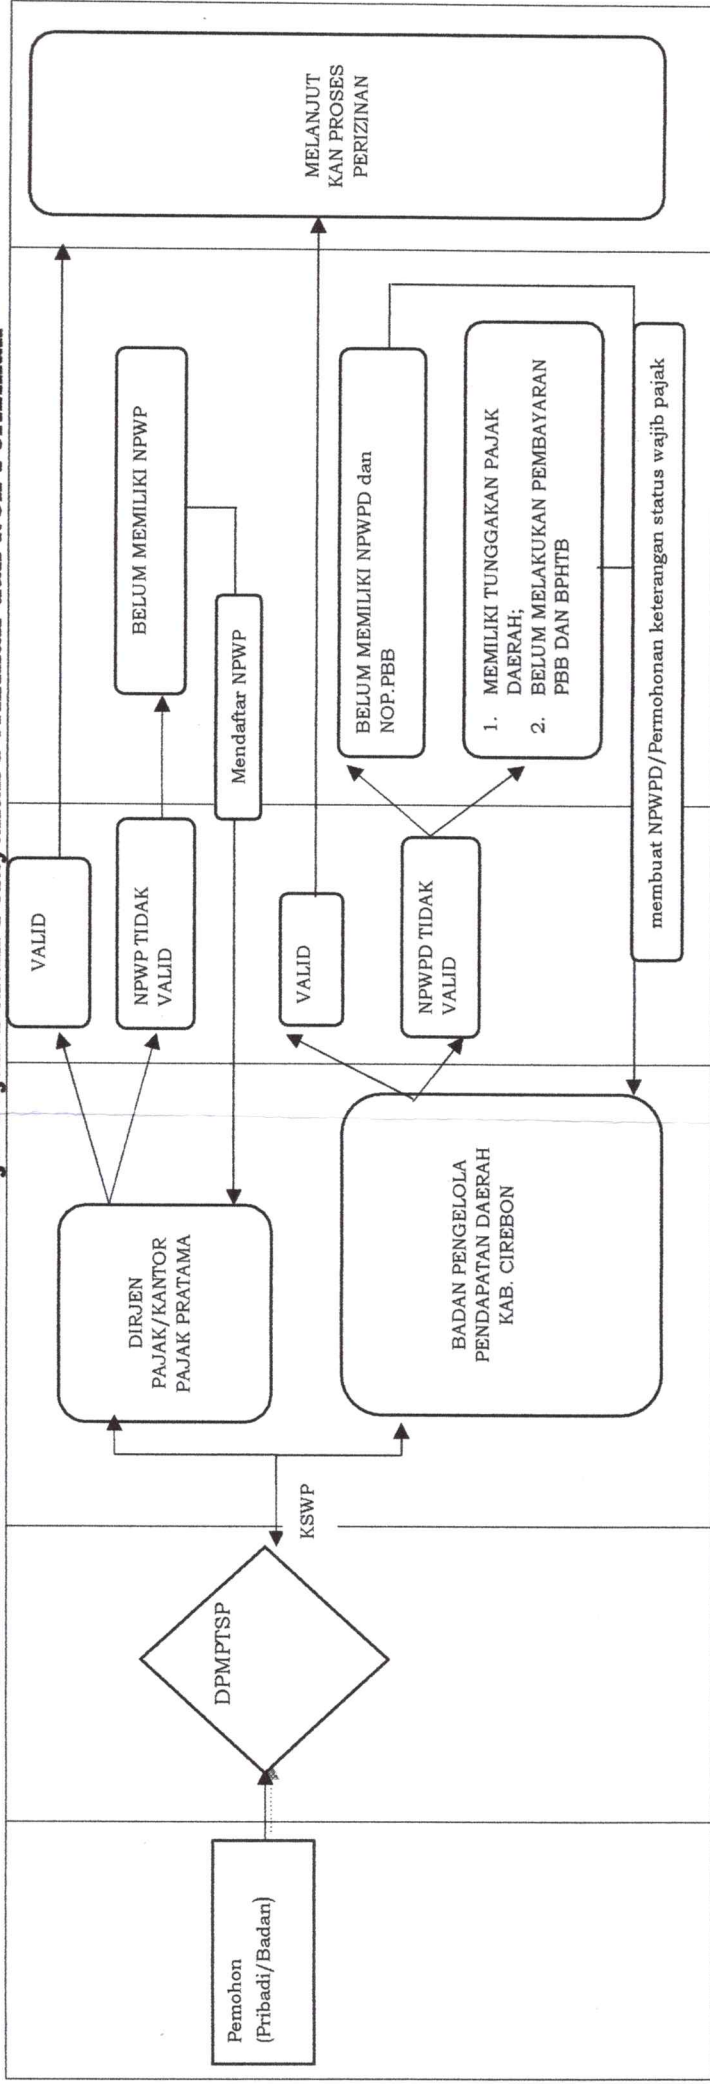 Pemohon
(Pribadi/Badan)
DPMPTSP
KSWP
DIRJEN
PAJAK/KANTOR
PAJAK PRATAMA
BADAN PENGELOLA
PENDAPATAN DAERAH
KAB. CIREBON
VALID
NPWP TIDAK
VALID
VALID
NPWPD TIDAK
VALID
BELUM MEMILIKI NPWP
Mendaftar NPWP
BELUM MEMILIKI NPWPD dan
NOP.PBB
1. MEMILIKI TUNGGAKAN PAJAK
DAERAH;
2. BELUM MELAKUKAN PEMBAYARAN
PBB DAN BPHTB
membuat NPWPD/Permohonan keterangan status wajib pajak
MELANJUT
KAN PROSES
PERIZINAN